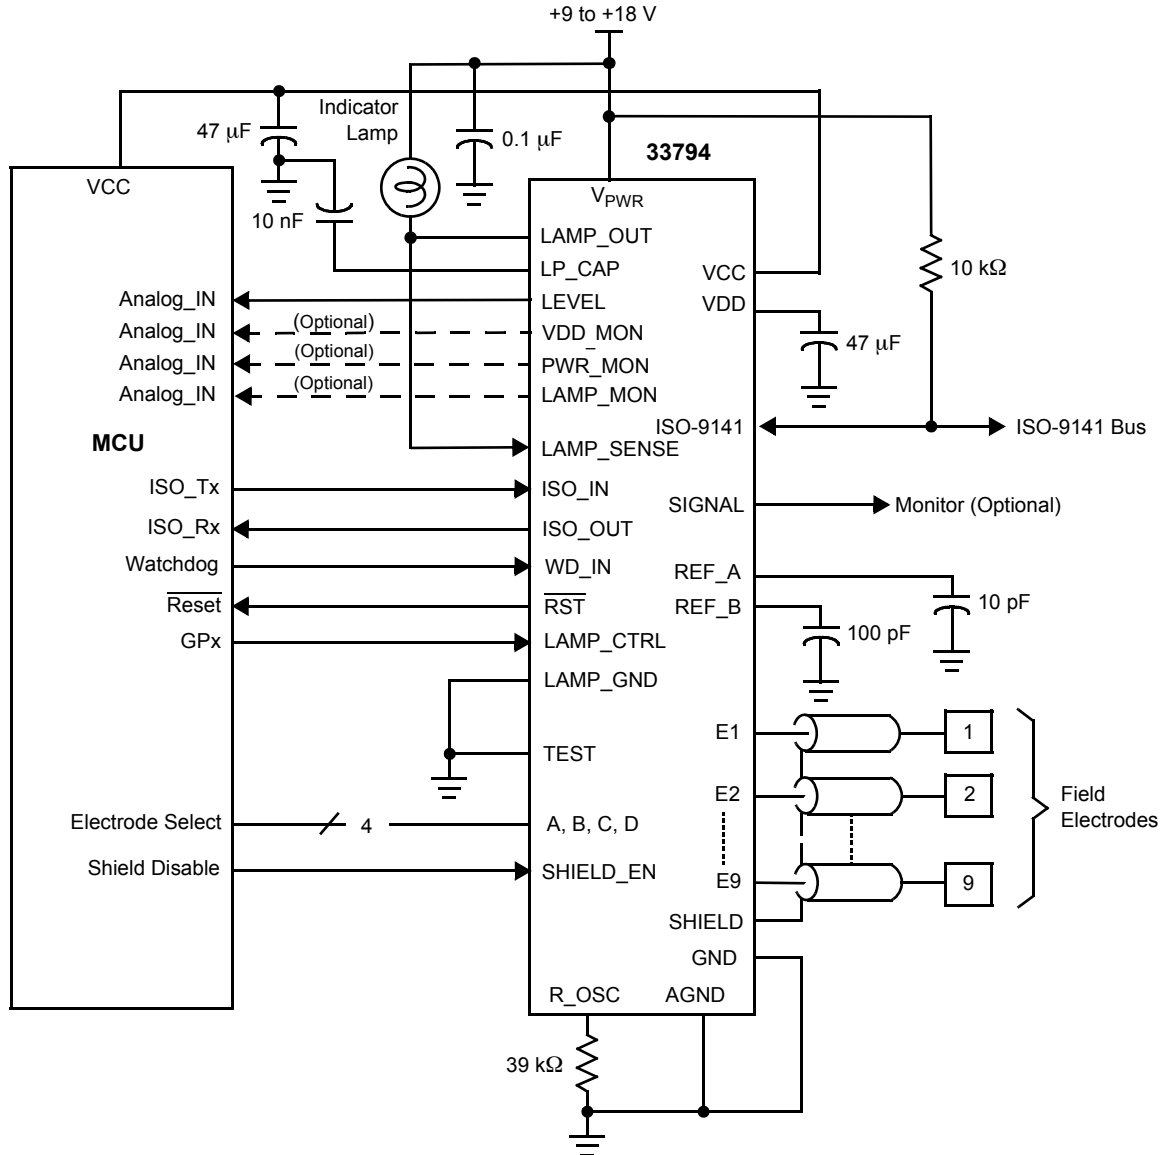 +9 to +18 V
Indicator
Lamp
47 μF
0.1 μF
33794
VCC
10 nF
VPWR
LAMP_OUT
LP_CAP
VCC
10 kΩ
Analog_IN
LEVEL
VDD
Analog_IN
(Optional)
VDD_MON
47 μF
Analog_IN
(Optional)
PWR_MON
Analog_IN
(Optional)
LAMP_MON
MCU
ISO-9141
ISO-9141 Bus
LAMP_SENSE
ISO_Tx
ISO_IN
SIGNAL
Monitor (Optional)
ISO_Rx
ISO_OUT
Watchdog
WD_IN
REF_A
Reset
RST
REF_B
10 pF
GPx
LAMP_CTRL
100 pF
LAMP_GND
E1
1
TEST
E2
2
Field
Electrodes
Electrode Select
4
A, B, C, D
Shield Disable
SHIELD_EN
E9
9
SHIELD
GND
R_OSC
AGND
39 kΩ